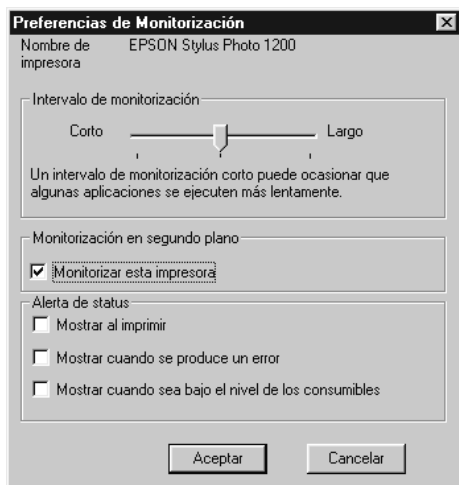 Preferencias de Monitorización
Nombre de EPSON Stylus Photo 1200
impresora
Intervalo de monitorización
Corto Largo
Un intervalo de monitorización corto puede ocasionar que
algunas aplicaciones se ejecuten más lentamente.
Monitorización en segundo plano
Monitorizar esta impresora
Alerta de status
Mostrar al imprimir
Mostrar cuando se produce un error
Mostrar cuando sea bajo el nivel de los consumibles
Aceptar Cancelar